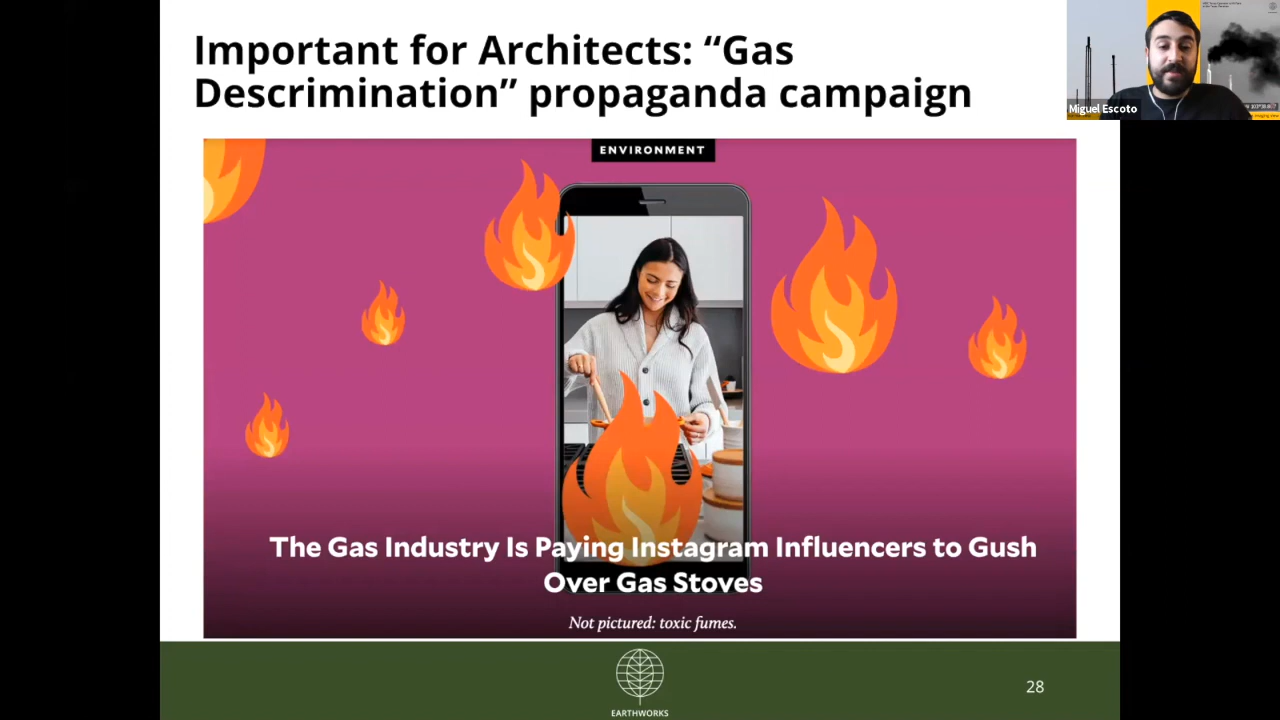 Important for Architects: “Gas
Descrimination” propaganda campaign
Miguel Escoto
ENVIRONMENT
The Gas Industry Is Paying Instagram Influencers to Gush
Over Gas Stoves
Not pictured: toxic fumes.
EARTHWORKS
28